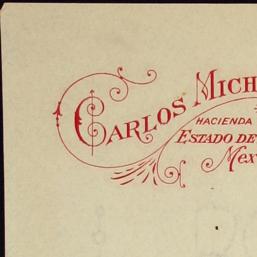 CARLOS MICH
HACIENDA
ESTADO DE
Mex